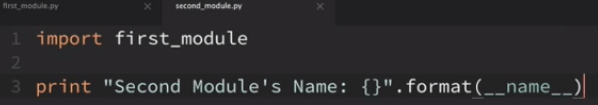 first_module.py × second_module.py ×
1 import first_module
2
3 print "Second Module's Name: {}".format(__name__)